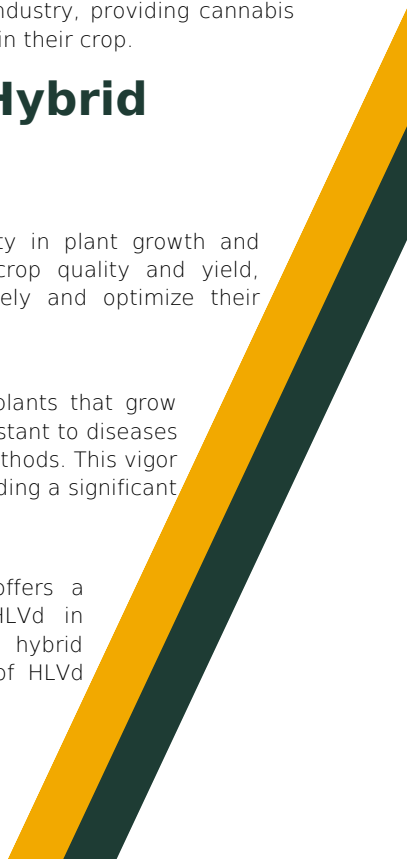 ndustry, providing cannabis
in their crop.
Hybrid
ty in plant growth and
crop quality and yield,
ely and optimize their
plants that grow
stant to diseases
thods. This vigor
ding a significant
offers a
HLVd in
hybrid
of HLVd